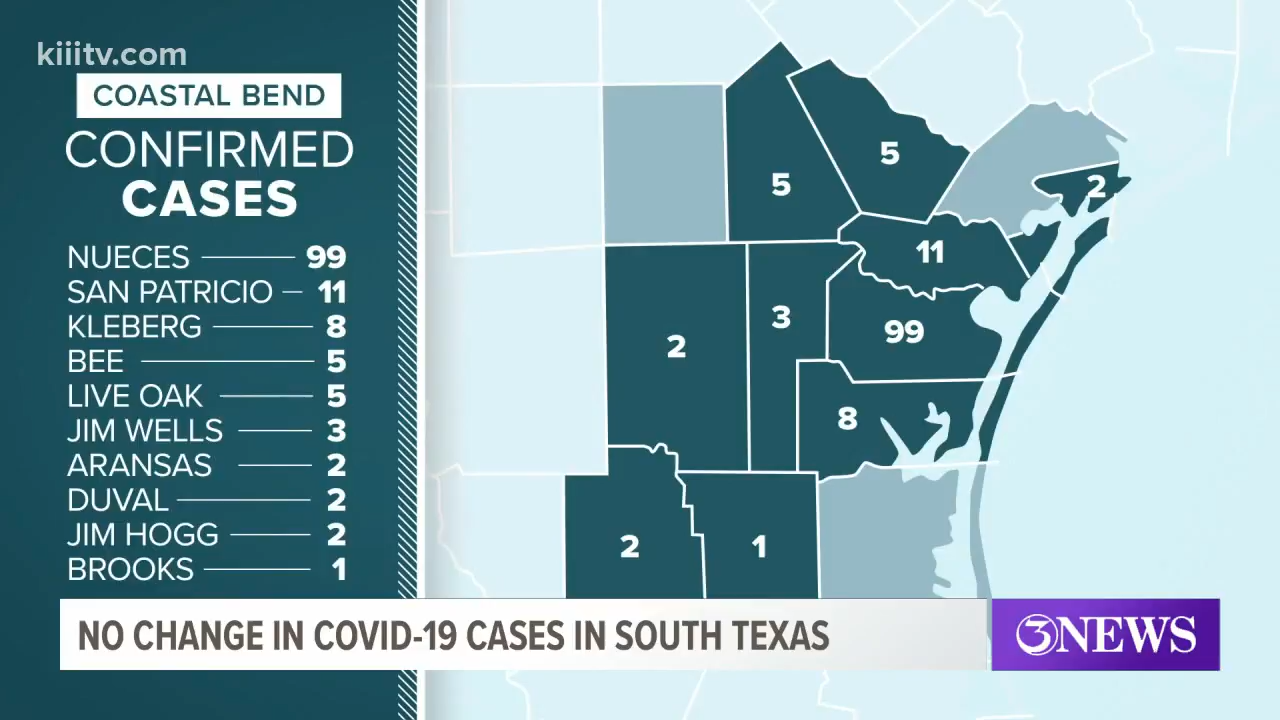 kiiitv.com
COASTAL BEND
CONFIRMED
CASES
NUECES 99
SAN PATRICIO 11
KLEBERG 8
BEE 5
LIVE OAK 5
JIM WELLS 3
ARANSAS 2
DUVAL 2
JIM HOGG 2
BROOKS 1
5
5
2
11
3
99
2
8
2
1
NO CHANGE IN COVID-19 CASES IN SOUTH TEXAS
3NEWS